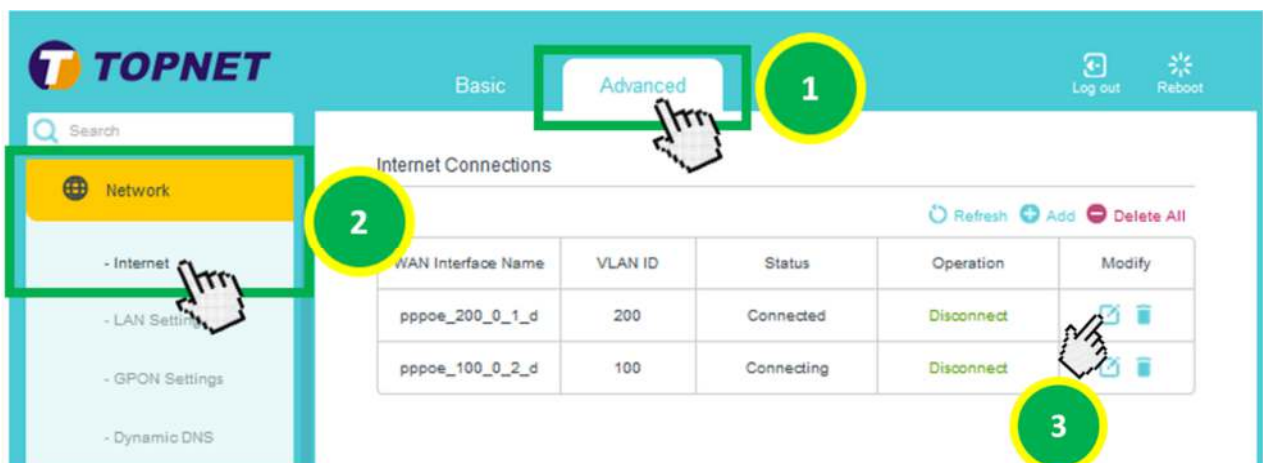 TOPNET
Basic
Advanced
1
Log out
Reboot
Search
Network
2
- Internet
- LAN Setting
- GPON Settings
- Dynamic DNS
Internet Connections
Refresh Add Delete All
WAN Interface Name VLAN ID Status Operation Modify
pppoe_200_0_1_d 200 Connected Disconnect
pppoe_100_0_2_d 100 Connecting Disconnect
3